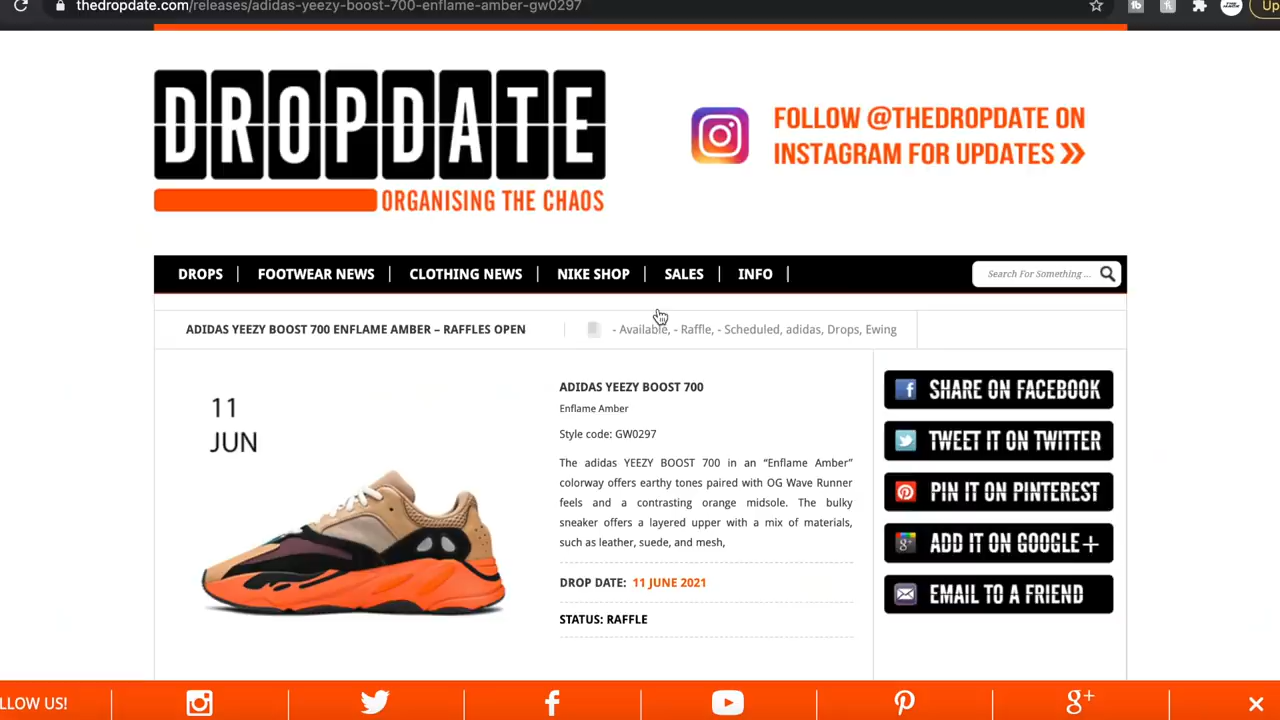 thedropdate.com/releases/adidas-yeezy-boost-700-enflame-amber-gw0297
Up
DROPDATE
ORGANISING THE CHAOS
FOLLOW @THEDROPDATE ON
INSTAGRAM FOR UPDATES
DROPS
FOOTWEAR NEWS
CLOTHING NEWS
NIKE SHOP
SALES
INFO
Search For Something ...
ADIDAS YEEZY BOOST 700 ENFLAME AMBER – RAFFLES OPEN
- Available, - Raffle, - Scheduled, adidas, Drops, Ewing
11
JUN
ADIDAS YEEZY BOOST 700
Enflame Amber
Style code: GW0297
The adidas YEEZY BOOST 700 in an “Enflame Amber”
colorway offers earthy tones paired with OG Wave Runner
feels and a contrasting orange midsole. The bulky
sneaker offers a layered upper with a mix of materials,
such as leather, suede, and mesh,
DROP DATE: 11 JUNE 2021
STATUS: RAFFLE
SHARE ON FACEBOOK
TWEET IT ON TWITTER
PIN IT ON PINTEREST
ADD IT ON GOOGLE+
EMAIL TO A FRIEND
LLOW US!